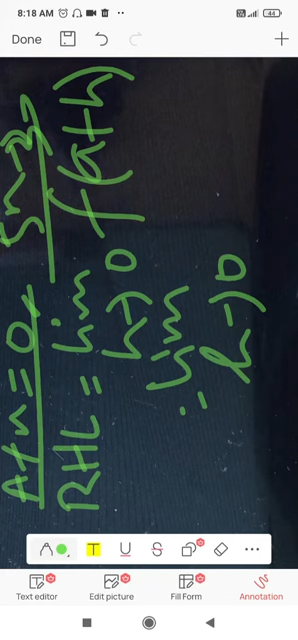 8:18 AM
44
Done
At x = 0
RHL = lim f(a+h)
h→0
= lim
h→0
T U S
Text editor Edit picture Fill Form Annotation